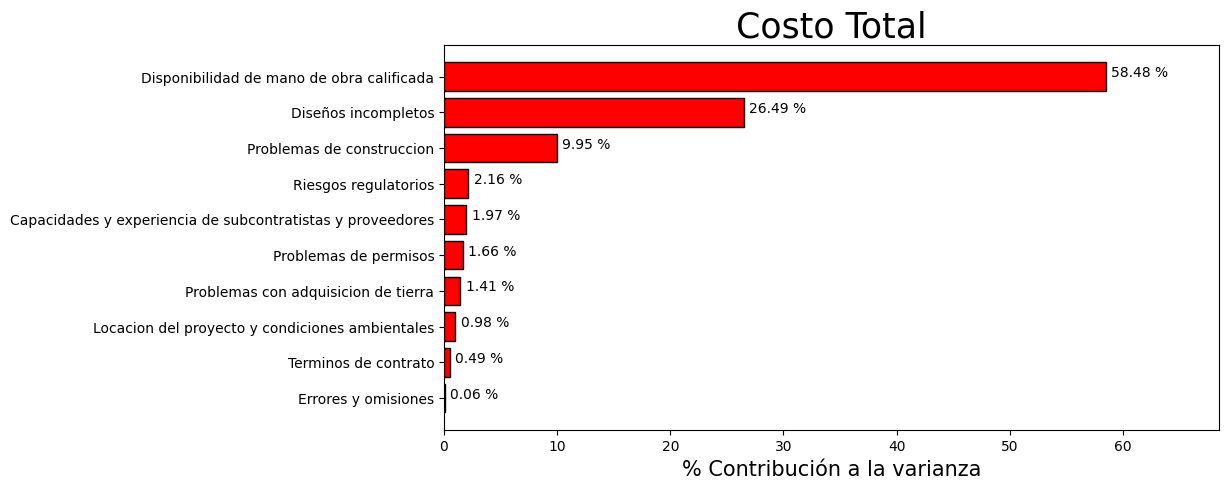 Costo Total
Disponibilidad de mano de obra calificada 58.48 %
Diseños incompletos 26.49 %
Problemas de construccion 9.95 %
Riesgos regulatorios 2.16 %
Capacidades y experiencia de subcontratistas y proveedores 1.97 %
Problemas de permisos 1.66 %
Problemas con adquisicion de tierra 1.41 %
Locacion del proyecto y condiciones ambientales 0.98 %
Terminos de contrato 0.49 %
Errores y omisiones 0.06 %
0 10 20 30 40 50 60
% Contribución a la varianza